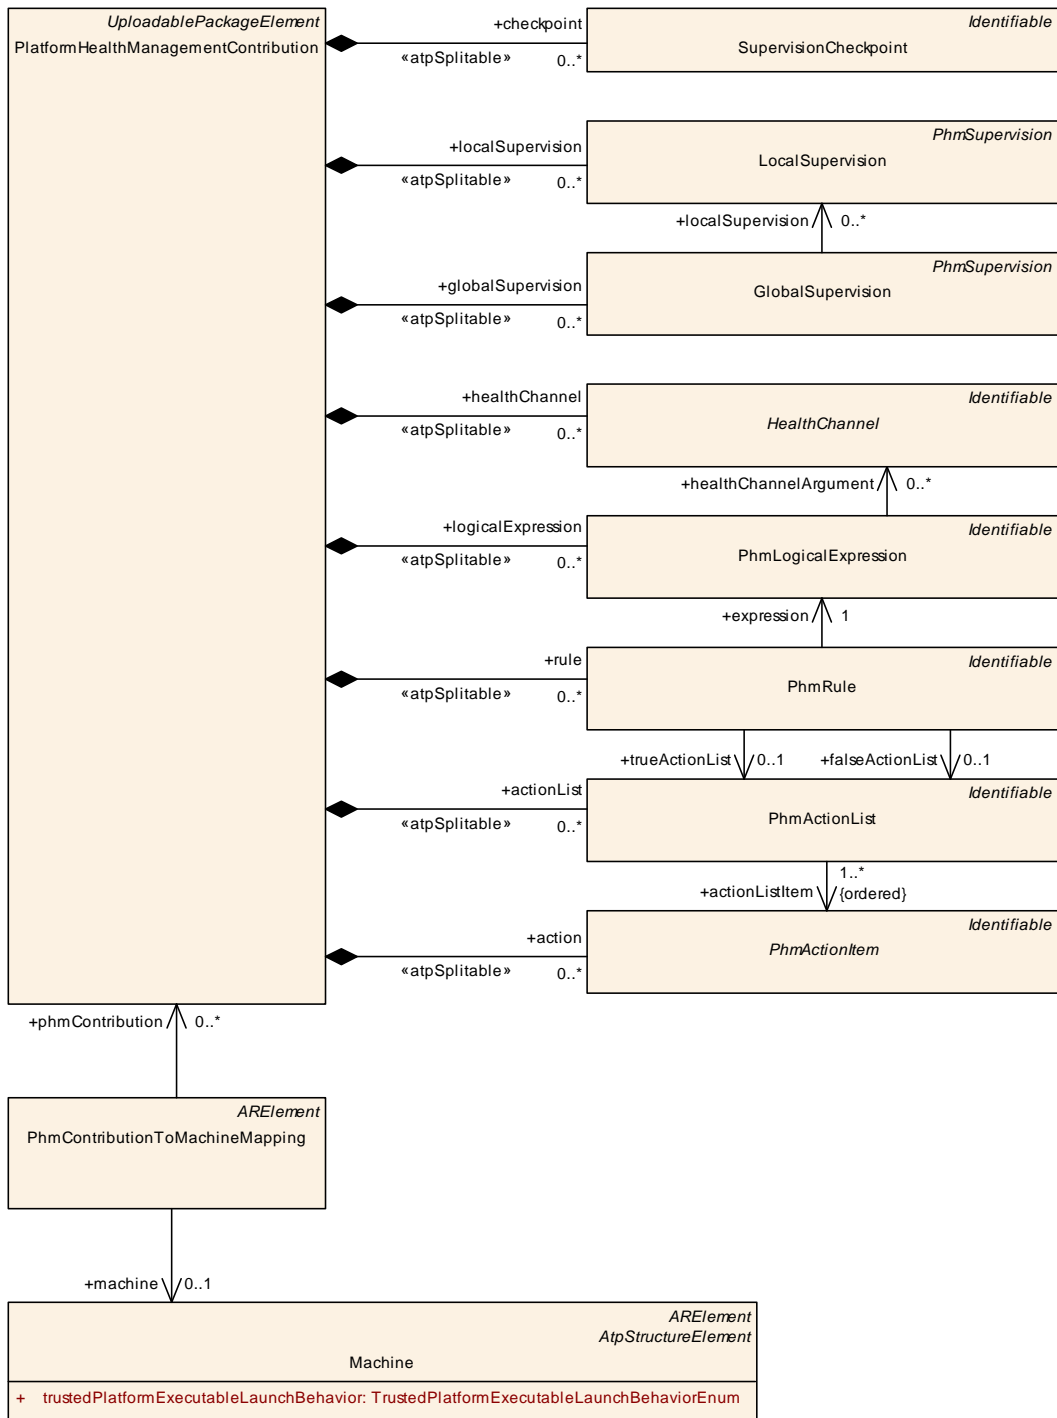 UploadablePackageElement
PlatformHealthManagementContribution
+checkpoint
«atpSplitable»
0..*
Identifiable
SupervisionCheckpoint
+localSupervision
«atpSplitable»
0..*
PhmSupervision
LocalSupervision
+localSupervision
0..*
+globalSupervision
«atpSplitable»
0..*
PhmSupervision
GlobalSupervision
+healthChannel
«atpSplitable»
0..*
Identifiable
HealthChannel
+healthChannelArgument
0..*
+logicalExpression
«atpSplitable»
0..*
Identifiable
PhmLogicalExpression
+expression
1
+rule
«atpSplitable»
0..*
Identifiable
PhmRule
+trueActionList
0..1
+falseActionList
0..1
+actionList
«atpSplitable»
0..*
Identifiable
PhmActionList
+actionListItem
1..*
{ordered}
+action
«atpSplitable»
0..*
Identifiable
PhmActionItem
+phmContribution
0..*
ARElement
PhmContributionToMachineMapping
+machine
0..1
ARElement
AtpStructureElement
Machine
+ trustedPlatformExecutableLaunchBehavior: TrustedPlatformExecutableLaunchBehaviorEnum